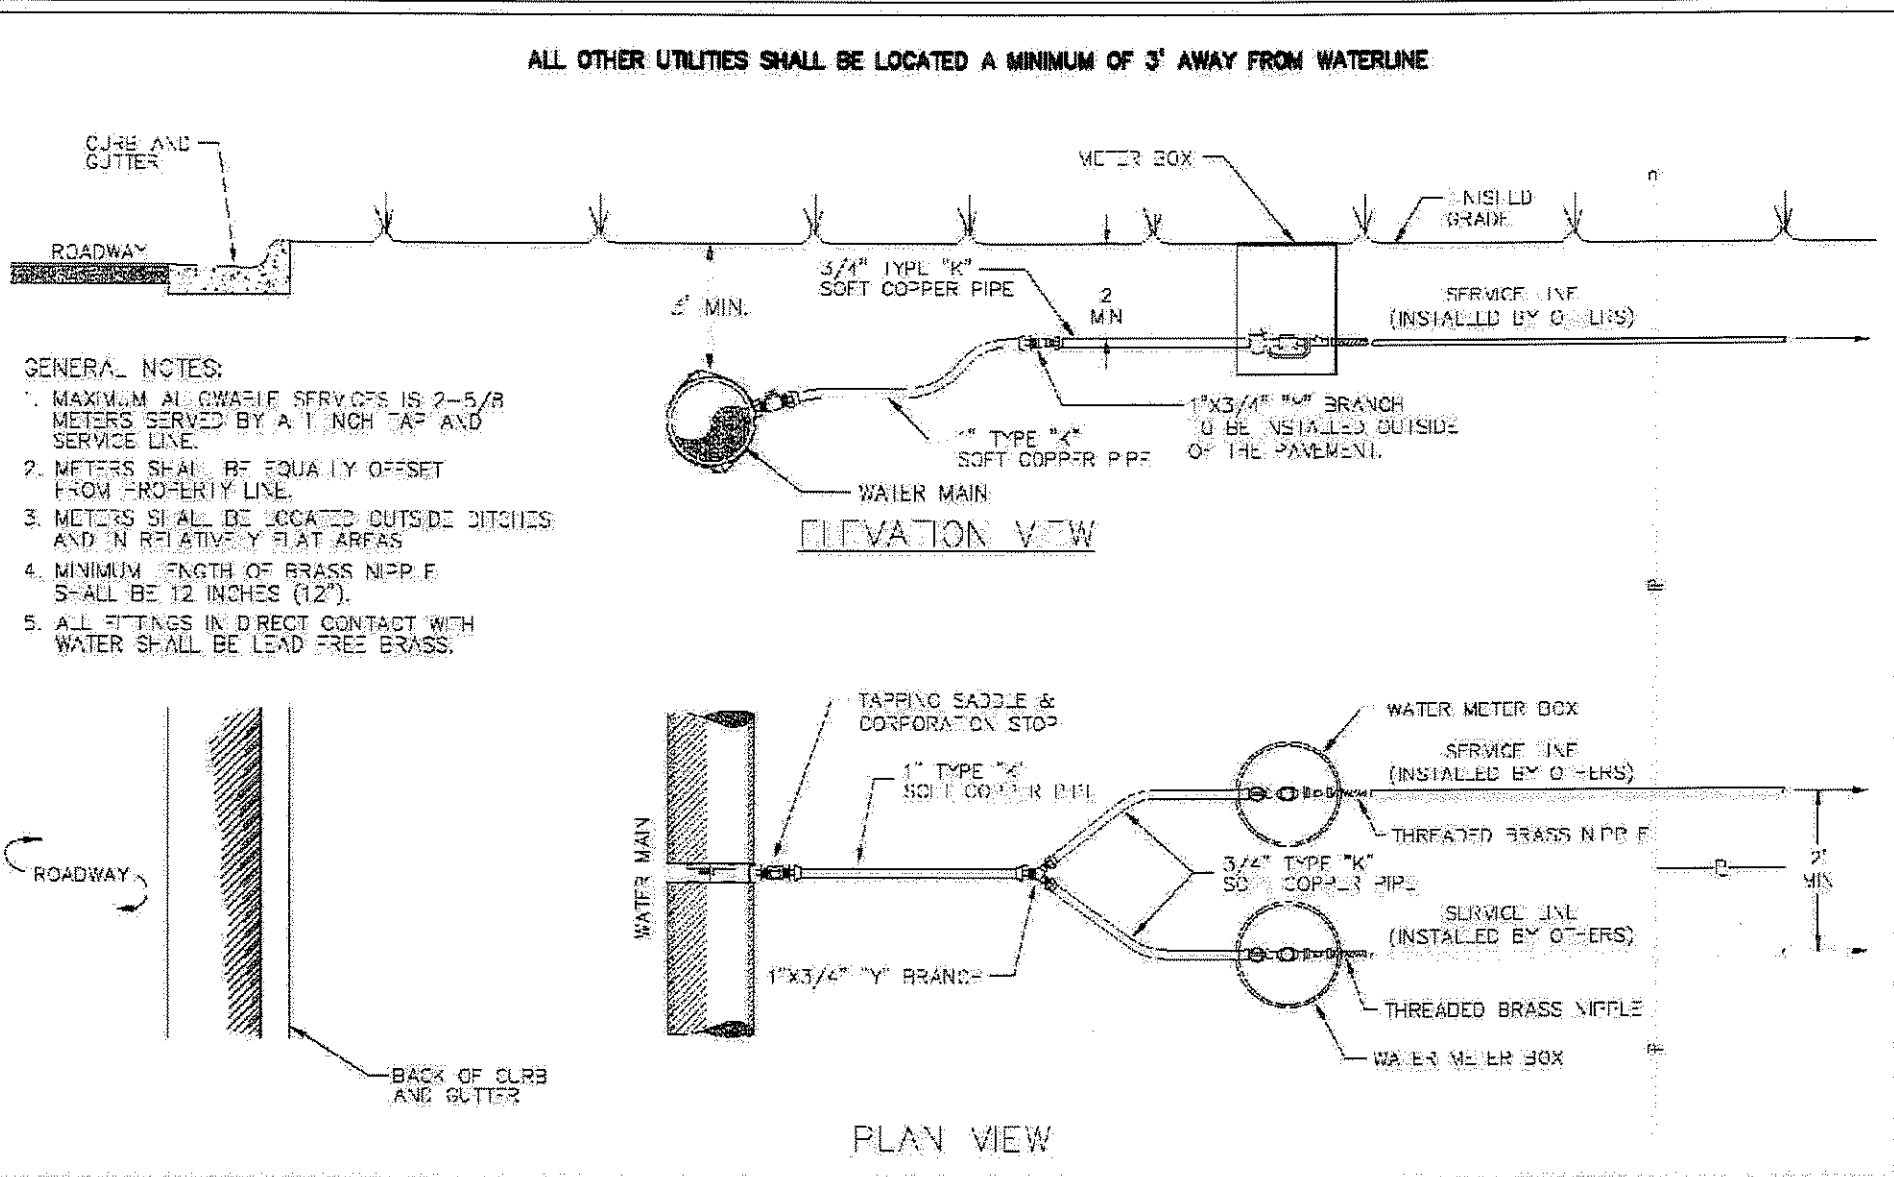 ALL OTHER UTILITIES SHALL BE LOCATED A MINIMUM OF 3' AWAY FROM WATERLINE
CURB AND
GUTTER
METER BOX
FINISHED
GRADE
ROADWAY
3/4" TYPE "K"
SOFT COPPER PIPE
MIN.
2'
MIN
SERVICE LINE
(INSTALLED BY OTHERS)
GENERAL NOTES:
1. MAXIMUM ALLOWABLE SERVICES IS 2-5/8
METERS SERVED BY A 1 INCH TAP AND
SERVICE LINE.
2. METERS SHALL BE EQUALLY OFFSET
FROM PROPERTY LINE.
3. METERS SHALL BE LOCATED OUTSIDE DITCHES
AND IN RELATIVELY FLAT AREAS
4. MINIMUM LENGTH OF BRASS NIPPLE
SHALL BE 12 INCHES (12").
5. ALL FITTINGS IN DIRECT CONTACT WITH
WATER SHALL BE LEAD FREE BRASS.
1"X3/4" "Y" BRANCH
TO BE INSTALLED OUTSIDE
OF THE PAVEMENT.
1" TYPE "K"
SOFT COPPER PIPE
WATER MAIN
ELEVATION VIEW
TAPPING SADDLE &
CORPORATION STOP
WATER METER BOX
1" TYPE "K"
SOFT COPPER PIPE
SERVICE LINE
(INSTALLED BY OTHERS)
THREADED BRASS NIPPLE
WATER MAIN
ROADWAY
3/4" TYPE "K"
SOFT COPPER PIPE
2'
MIN
SERVICE LINE
(INSTALLED BY OTHERS)
1"X3/4" "Y" BRANCH
THREADED BRASS NIPPLE
WATER METER BOX
BACK OF CURB
AND GUTTER
PLAN VIEW